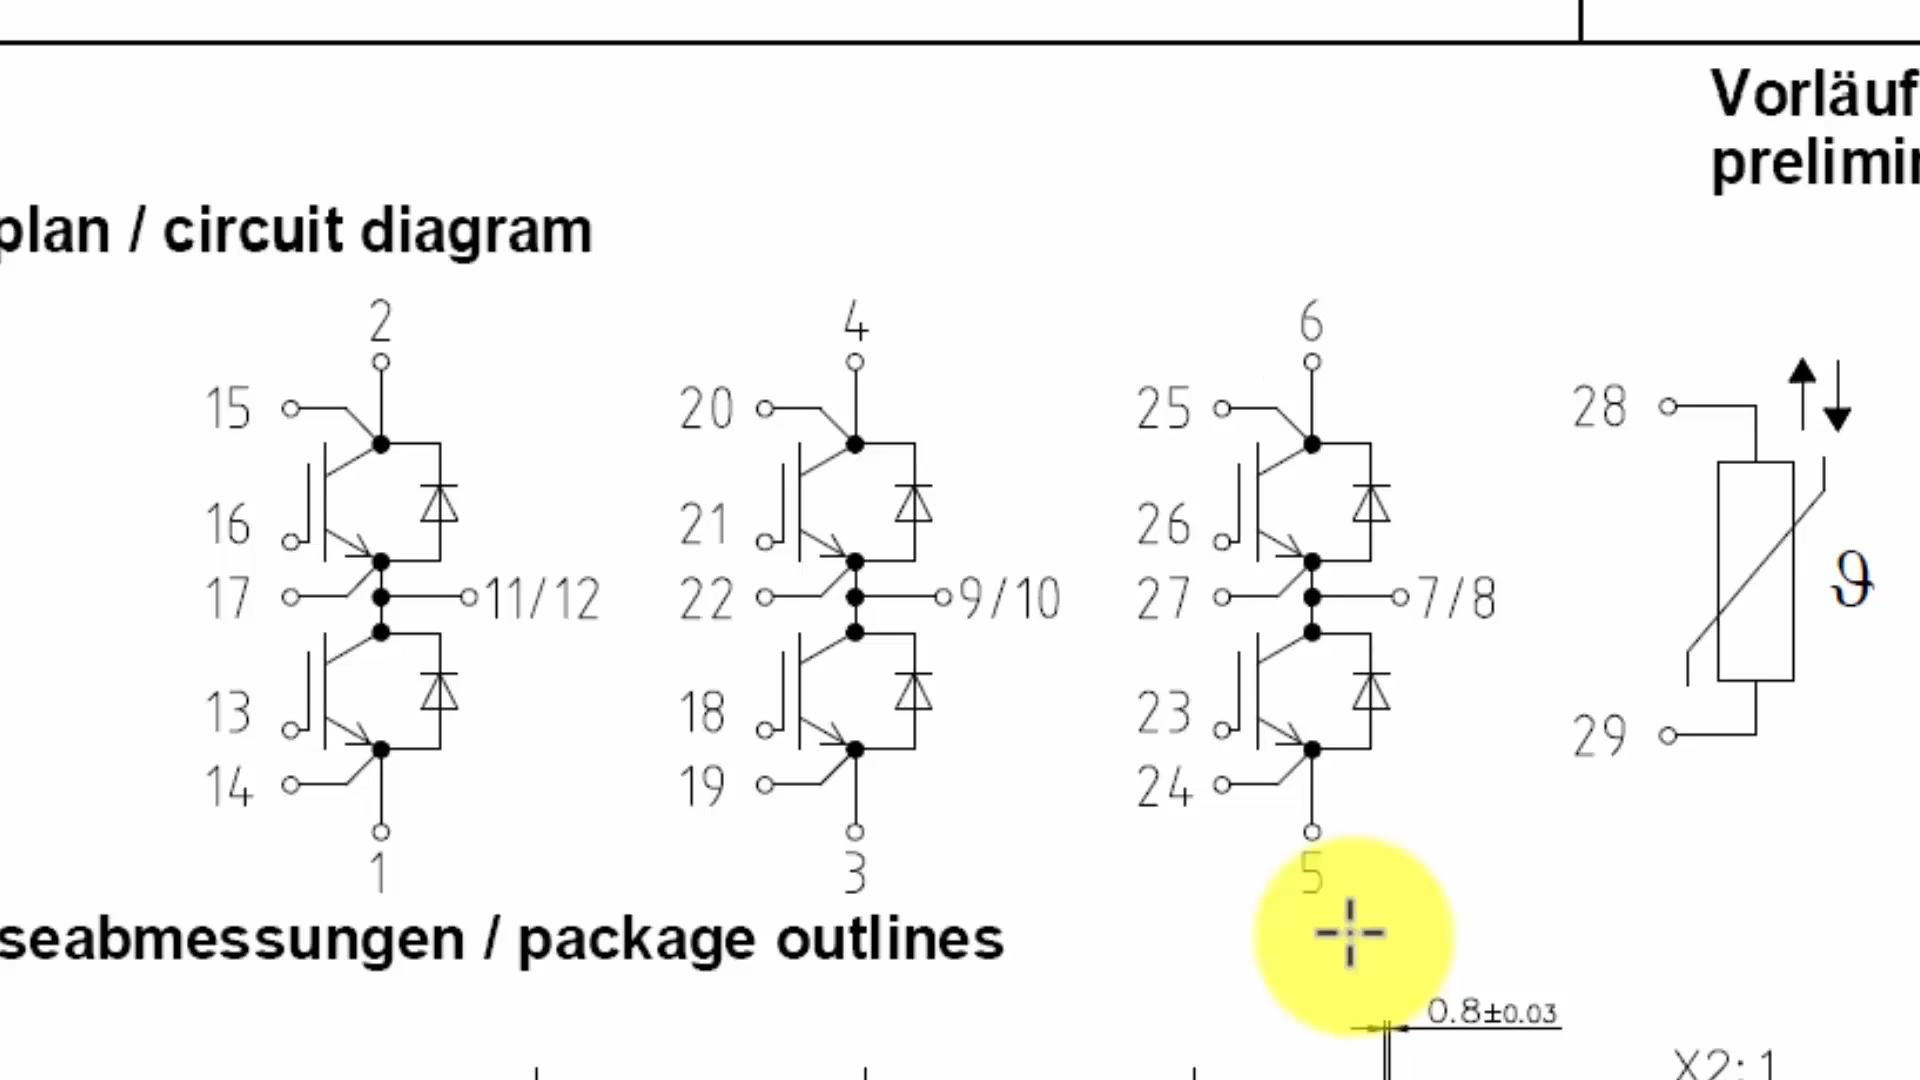 Vorläuf
prelimin
plan / circuit diagram
2 4 6
15 20 25 28
16 21 26
17 11/12 22 9/10 27 7/8 ϑ
13 18 23
14 19 24 29
1 3 5
seabmessungen / package outlines
0.8±0.03
X2:1